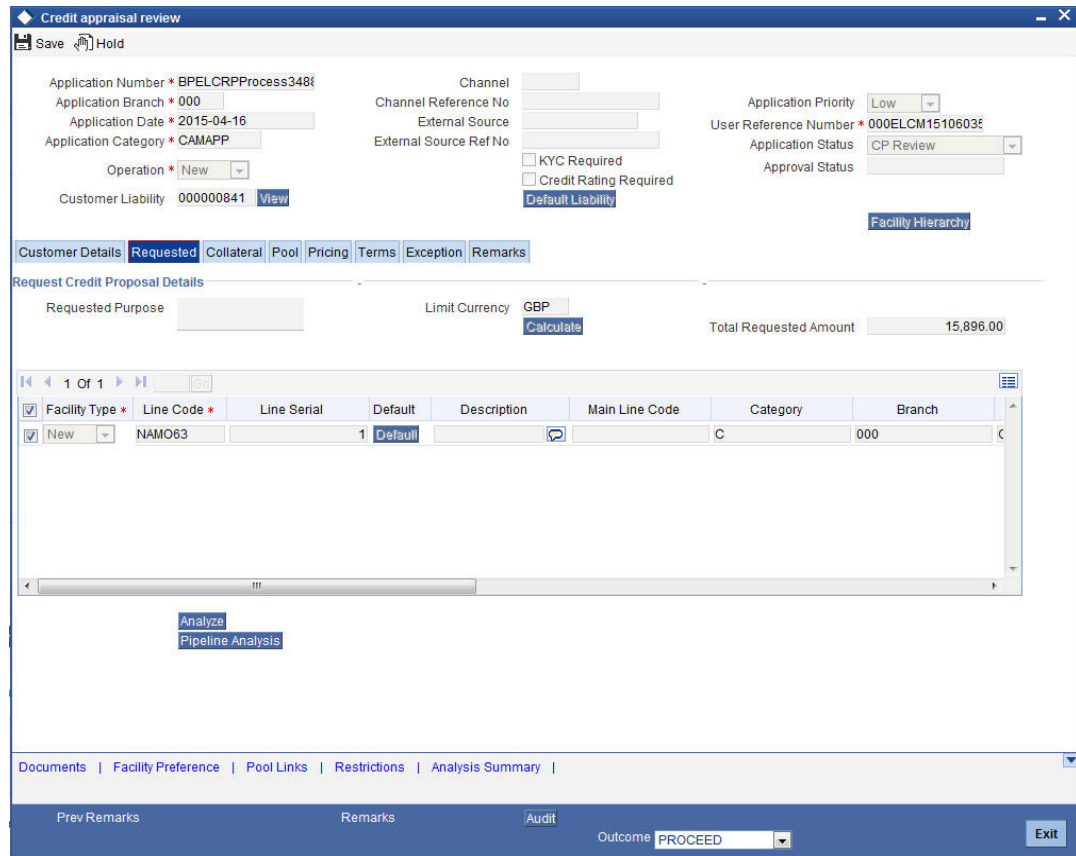 Credit appraisal review
Save Hold
Application Number * BPELCRPProcess3488
Application Branch * 000
Application Date * 2015-04-16
Application Category * CAMAPP
Operation * New
Customer Liability 000000841 View
Channel
Channel Reference No
External Source
External Source Ref No
KYC Required
Credit Rating Required
Default Liability
Application Priority Low
User Reference Number * 000ELCM15106035
Application Status CP Review
Approval Status
Facility Hierarchy
Customer Details Requested Collateral Pool Pricing Terms Exception Remarks
Request Credit Proposal Details
Requested Purpose
Limit Currency GBP
Calculate
Total Requested Amount 15,896.00
1 Of 1 Go
Facility Type * Line Code * Line Serial Default Description Main Line Code Category Branch
New NAMO63 1 Default C 000
Analyze
Pipeline Analysis
Documents | Facility Preference | Pool Links | Restrictions | Analysis Summary |
Prev Remarks Remarks Audit
Outcome PROCEED
Exit